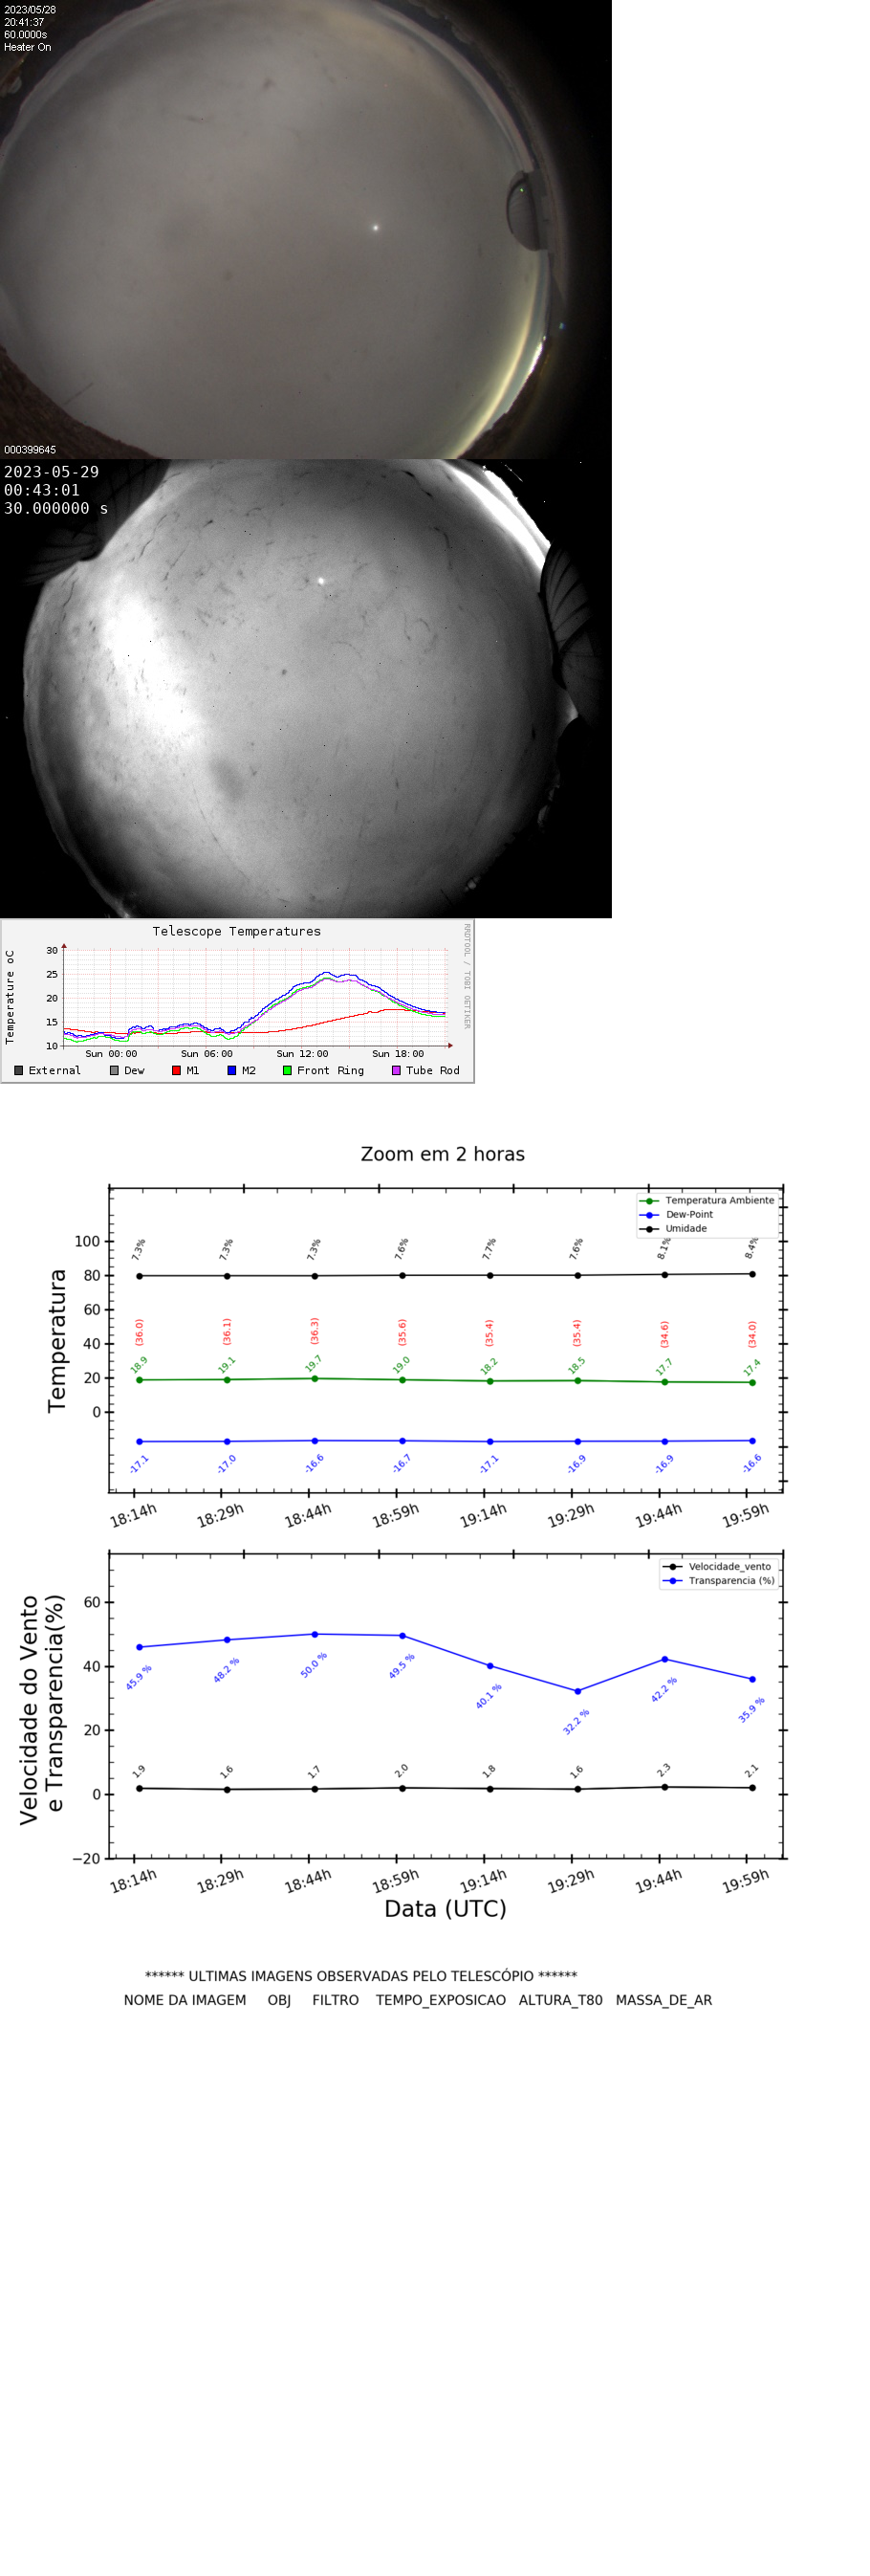 2023/05/28
20:41:37
60.0000s
Heater On
000399645
2023-05-29
00:43:01
30.000000 s
Telescope Temperatures
RRDTOOL / TOBI OETIKER
Temperature oC
30
25
20
15
10
Sun 00:00 Sun 06:00 Sun 12:00 Sun 18:00
External Dew M1 M2 Front Ring Tube Rod
Zoom em 2 horas
Temperatura Ambiente
Dew-Point
Umidade
Temperatura
100
80
60
40
20
0
7.3% 7.3% 7.3% 7.6% 7.7% 7.6% 8.1% 8.4%
(36.0) (36.1) (36.3) (35.6) (35.4) (35.4) (34.6) (34.0)
18.9 19.1 19.7 19.0 18.2 18.5 17.7 17.4
-17.1 -17.0 -16.6 -16.7 -17.1 -16.9 -16.9 -16.6
18:14h 18:29h 18:44h 18:59h 19:14h 19:29h 19:44h 19:59h
Velocidade_vento
Transparencia (%)
Velocidade do Vento
e Transparencia(%)
60
40
20
0
−20
45.9 % 48.2 % 50.0 % 49.5 % 40.1 % 32.2 % 42.2 % 35.9 %
1.9 1.6 1.7 2.0 1.8 1.6 2.3 2.1
18:14h 18:29h 18:44h 18:59h 19:14h 19:29h 19:44h 19:59h
Data (UTC)
****** ULTIMAS IMAGENS OBSERVADAS PELO TELESCÓPIO ******
NOME DA IMAGEM OBJ FILTRO TEMPO_EXPOSICAO ALTURA_T80 MASSA_DE_AR